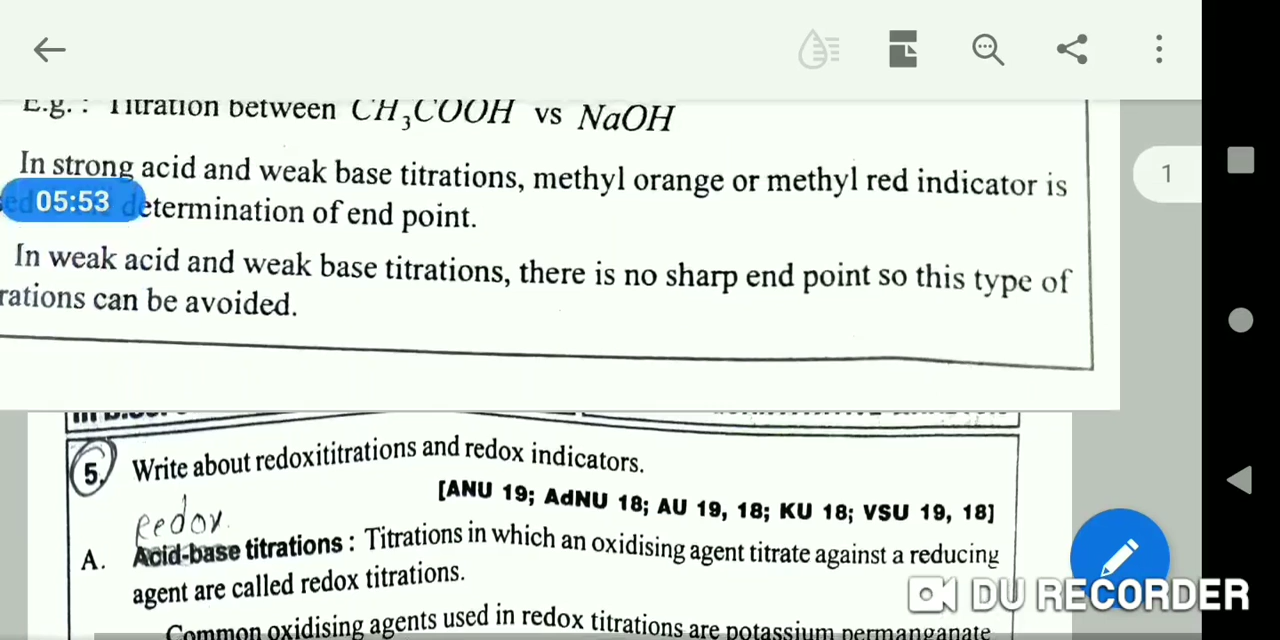 E.g. : Titration between CH₃COOH vs NaOH
In strong acid and weak base titrations, methyl orange or methyl red indicator is
05:53
determination of end point.
In weak acid and weak base titrations, there is no sharp end point so this type of
rations can be avoided.
1
5. Write about redoxititrations and redox indicators.
[ANU 19; AdNU 18; AU 19, 18; KU 18; VSU 19, 18]
Redox
A. Acid-base titrations : Titrations in which an oxidising agent titrate against a reducing
agent are called redox titrations.
Common oxidising agents used in redox titrations are potassium permanganate
DU RECORDER